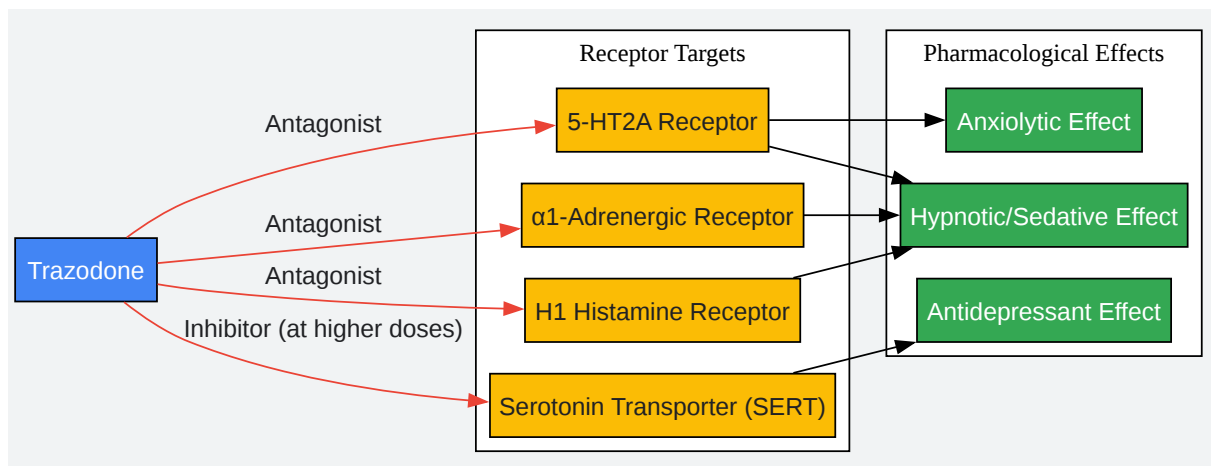 Receptor Targets
Pharmacological Effects
Antagonist
5-HT2A Receptor
Anxiolytic Effect
Antagonist
α1-Adrenergic Receptor
Hypnotic/Sedative Effect
Trazodone
Antagonist
H1 Histamine Receptor
Antidepressant Effect
Inhibitor (at higher doses)
Serotonin Transporter (SERT)